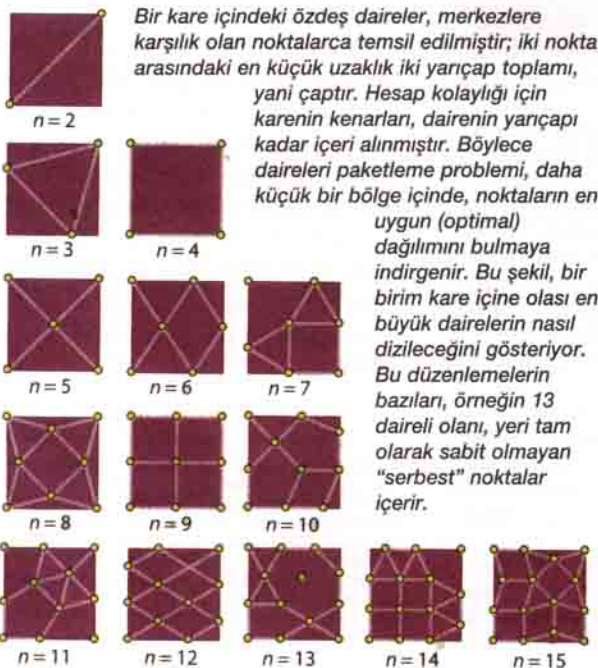 Bir kare içindeki özdeş daireler, merkezlere
karşılık olan noktalarca temsil edilmiştir; iki nokta
arasındaki en küçük uzaklık iki yarıçap toplamı,
yani çaptır. Hesap kolaylığı için
karenin kenarları, dairenin yarıçapı
kadar içeri alınmıştır. Böylece
daireleri paketleme problemi, daha
küçük bir bölge içinde, noktaların en
uygun (optimal)
dağılımını bulmaya
indirgenir. Bu şekil, bir
birim kare içine olası en
büyük dairelerin nasıl
dizileceğini gösteriyor.
Bu düzenlemelerin
bazıları, örneğin 13
daireli olanı, yeri tam
olarak sabit olmayan
"serbest" noktalar
içerir.
n = 2
n = 3
n = 4
n = 5
n = 6
n = 7
n = 8
n = 9
n = 10
n = 11
n = 12
n = 13
n = 14
n = 15